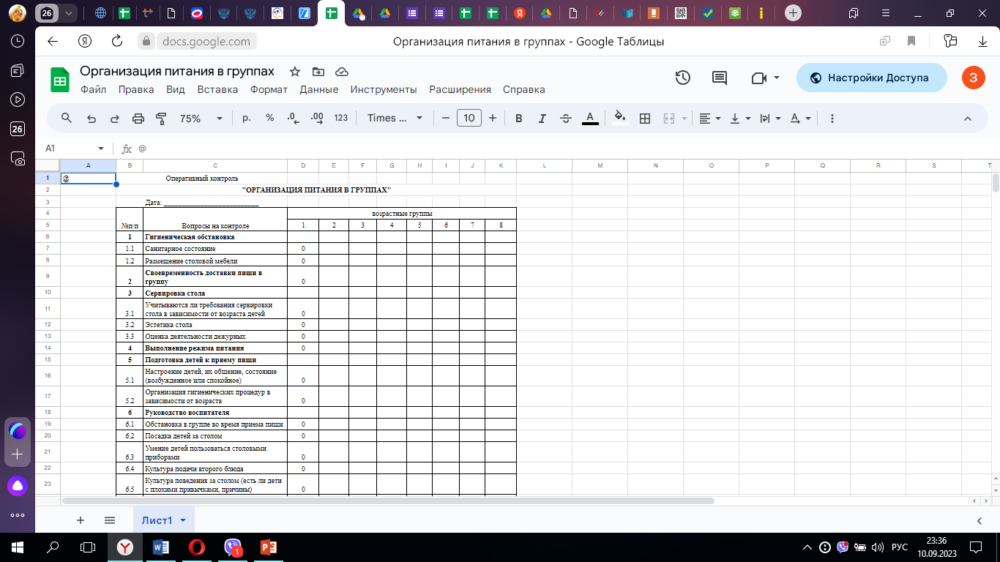 26
docs.google.com
Организация питания в группах - Google Таблицы
Организация питания в группах
Файл Правка Вид Вставка Формат Данные Инструменты Расширения Справка
Настройки Доступа
З
26
75%
р. % .0 .00 123
Times ...
10
B I A
A1
@
A B C D E F G H I J K L M N O P Q R S T
1 @ Оперативный контроль
2 "ОРГАНИЗАЦИЯ ПИТАНИЯ В ГРУППАХ"
3 Дата: __________________________
4 возрастные группы
5 №п/п Вопросы на контроле 1 2 3 4 5 6 7 8
6 1 Гигиеническая обстановка
7 1.1 Санитарное состояние 0
8 1.2 Размещение столовой мебели 0
9 Своевременность доставки пищи в
2 группу 0
10 3 Сервировка стола
11 Учитываются ли требования сервировки
3.1 стола в зависимости от возраста детей 0
12 3.2 Эстетика стола 0
13 3.3 Оценка деятельности дежурных 0
14 4 Выполнение режима питания 0
15 5 Подготовка детей к приему пищи
16 Настроение детей, их общение, состояние
5.1 (возбужденное или спокойное) 0
17 Организация гигиенических процедур в
5.2 зависимости от возраста 0
18 6 Руководство воспитателя
19 6.1 Обстановка в группе во время приема пищи 0
20 6.2 Посадка детей за столом 0
21 Умение детей пользоваться столовыми
6.3 приборами 0
22 6.4 Культура подачи второго блюда 0
23 Культура поведения за столом (есть ли дети
6.5 с плохими привычками, причины) 0
Лист1
1
РУС
23:36
10.09.2023